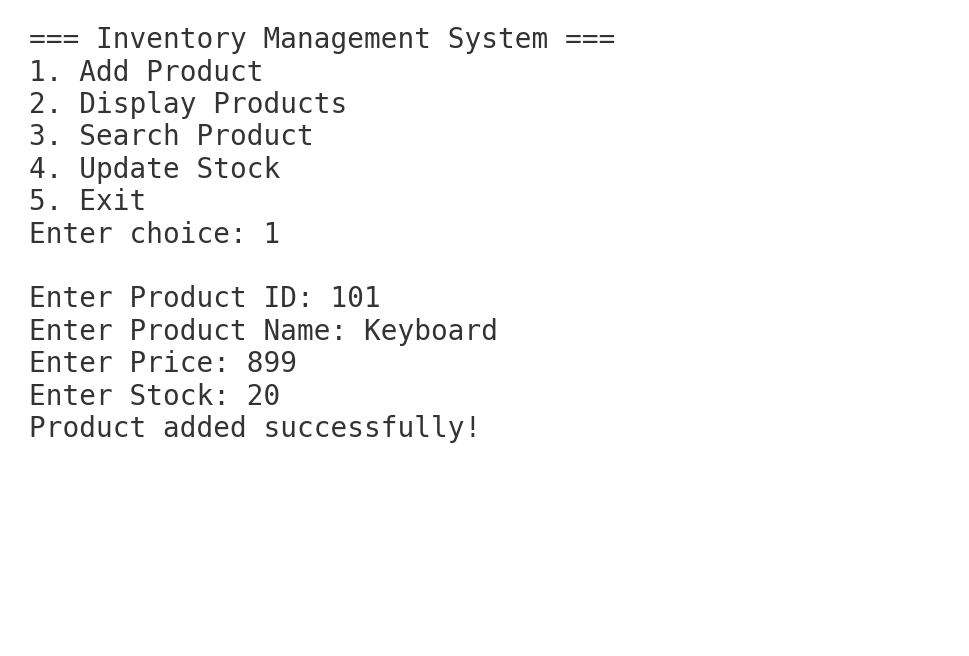 === Inventory Management System ===
1. Add Product
2. Display Products
3. Search Product
4. Update Stock
5. Exit
Enter choice: 1
Enter Product ID: 101
Enter Product Name: Keyboard
Enter Price: 899
Enter Stock: 20
Product added successfully!